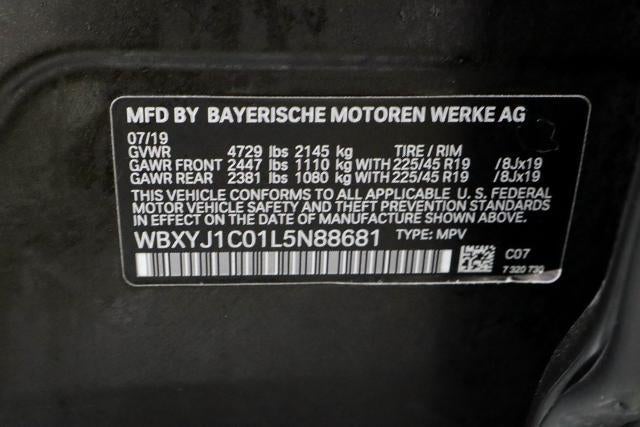 MFD BY BAYERISCHE MOTOREN WERKE AG
07/19
GVWR 4729 lbs 2145 kg TIRE / RIM
GAWR FRONT 2447 lbs 1110 kg WITH 225/45 R19 /8Jx19
GAWR REAR 2381 lbs 1080 kg WITH 225/45 R19 /8Jx19
THIS VEHICLE CONFORMS TO ALL APPLICABLE U. S. FEDERAL
MOTOR VEHICLE SAFETY AND THEFT PREVENTION STANDARDS
IN EFFECT ON THE DATE OF MANUFACTURE SHOWN ABOVE.
WBXYJ1C01L5N88681 TYPE: MPV
C07
7 320 730